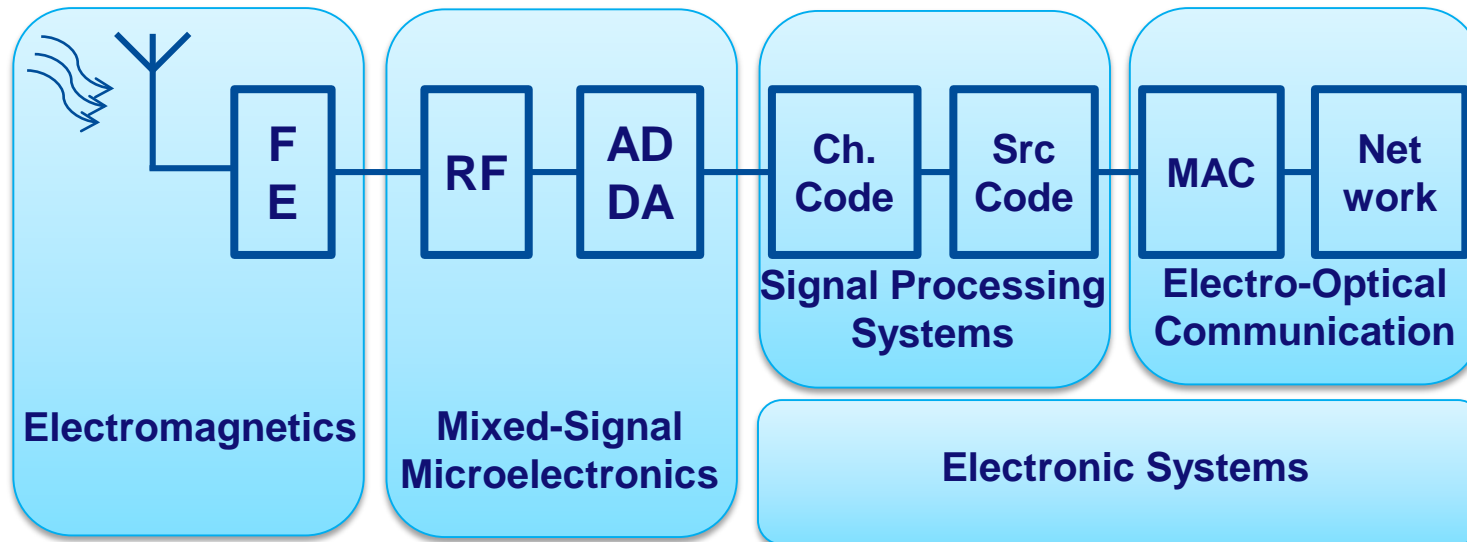 F
E
RF
AD
DA
Ch.
Code
Src
Code
MAC
Net
work
Electromagnetics
Mixed-Signal
Microelectronics
Signal Processing
Systems
Electro-Optical
Communication
Electronic Systems